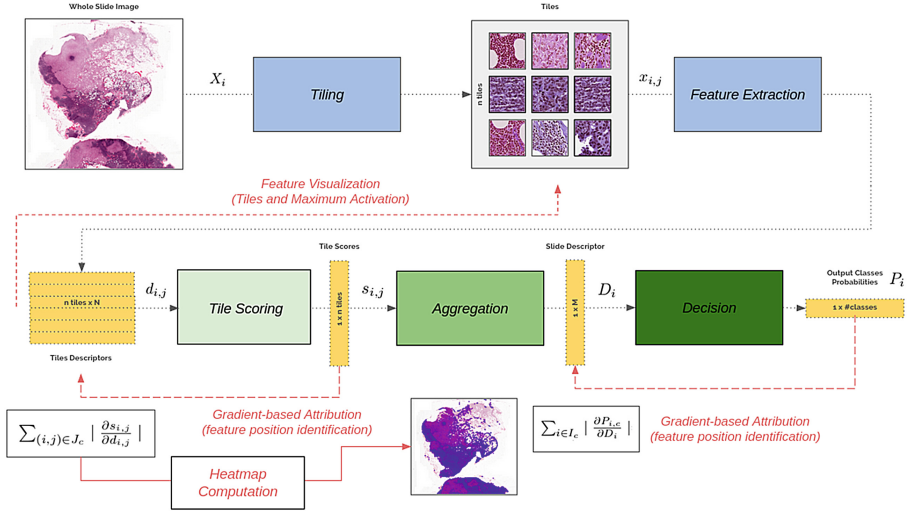 Whole Slide Image
Tiles
X_i
Tiling
n tiles
x_{i,j}
Feature Extraction
Feature Visualization
(Tiles and Maximum Activation)
Tile Scores
Slide Descriptor
Output Classes
Probabilities
P_i
n tiles x N
d_{i,j}
Tile Scoring
1 x n tiles
s_{i,j}
Aggregation
1 x M
D_i
Decision
1 x #classes
Tiles Descriptors
∑_{(i,j)∈J_c} | ∂s_{i,j} / ∂d_{i,j} |
Gradient-based Attribution
(feature position identification)
∑_{i∈I_c} | ∂P_{i,c} / ∂D_i |
Gradient-based Attribution
(feature position identification)
Heatmap
Computation